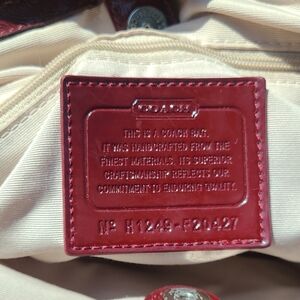 COACH
THIS IS A COACH BAG.
IT WAS HANDCRAFTED FROM THE
FINEST MATERIALS. ITS SUPERIOR
CRAFTSMANSHIP REFLECTS OUR
COMMITMENT TO ENDURING QUALITY.
Nº H1249-F20427